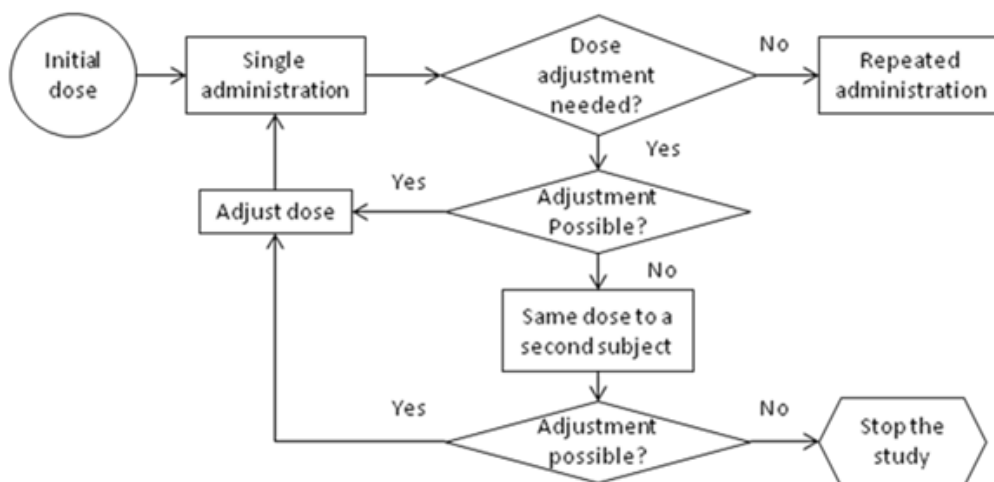 Initial
dose
Single
administration
Dose
adjustment
needed?
No
Repeated
administration
Yes
Adjust dose
Yes
Adjustment
Possible?
No
Same dose to a
second subject
Yes
Adjustment
possible?
No
Stop the
study